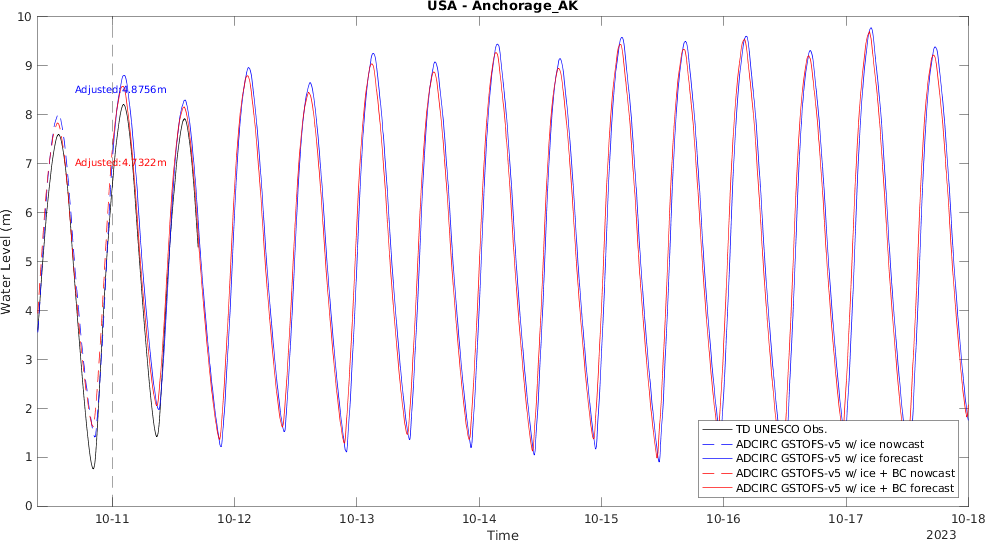 USA - Anchorage_AK
10
9
8
7
6
5
4
3
2
1
0
Water Level (m)
Adjusted:4.8756m
Adjusted:4.7322m
TD UNESCO Obs.
ADCIRC GSTOFS-v5 w/ ice nowcast
ADCIRC GSTOFS-v5 w/ ice forecast
ADCIRC GSTOFS-v5 w/ ice + BC nowcast
ADCIRC GSTOFS-v5 w/ ice + BC forecast
10-11 10-12 10-13 10-14 10-15 10-16 10-17 10-18
Time
2023